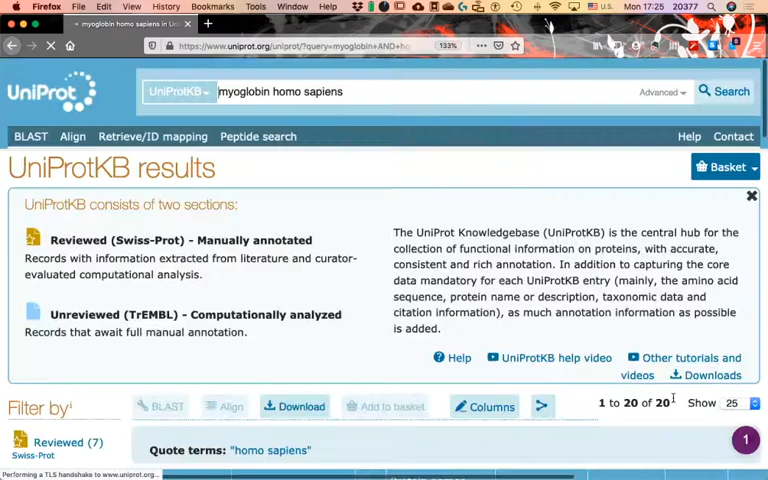 Firefox File Edit View History Bookmarks Tools Window Help U.S. Mon 17:25 20377
myoglobin homo sapiens in Uni
https://www.uniprot.org/uniprot/?query=myoglobin+AND+ho 133%
UniProt
UniProtKB myoglobin homo sapiens Advanced Search
BLAST Align Retrieve/ID mapping Peptide search Help Contact
UniProtKB results
Basket
UniProtKB consists of two sections:
Reviewed (Swiss-Prot) - Manually annotated
Records with information extracted from literature and curator-
evaluated computational analysis.
Unreviewed (TrEMBL) - Computationally analyzed
Records that await full manual annotation.
The UniProt Knowledgebase (UniProtKB) is the central hub for the
collection of functional information on proteins, with accurate,
consistent and rich annotation. In addition to capturing the core
data mandatory for each UniProtKB entry (mainly, the amino acid
sequence, protein name or description, taxonomic data and
citation information), as much annotation information as possible
is added.
Help UniProtKB help video Other tutorials and
videos Downloads
Filter by i
BLAST Align Download Add to basket Columns 1 to 20 of 20 Show 25
Reviewed (7)
Swiss-Prot
Quote terms: "homo sapiens"
1
Performing a TLS handshake to www.uniprot.org...